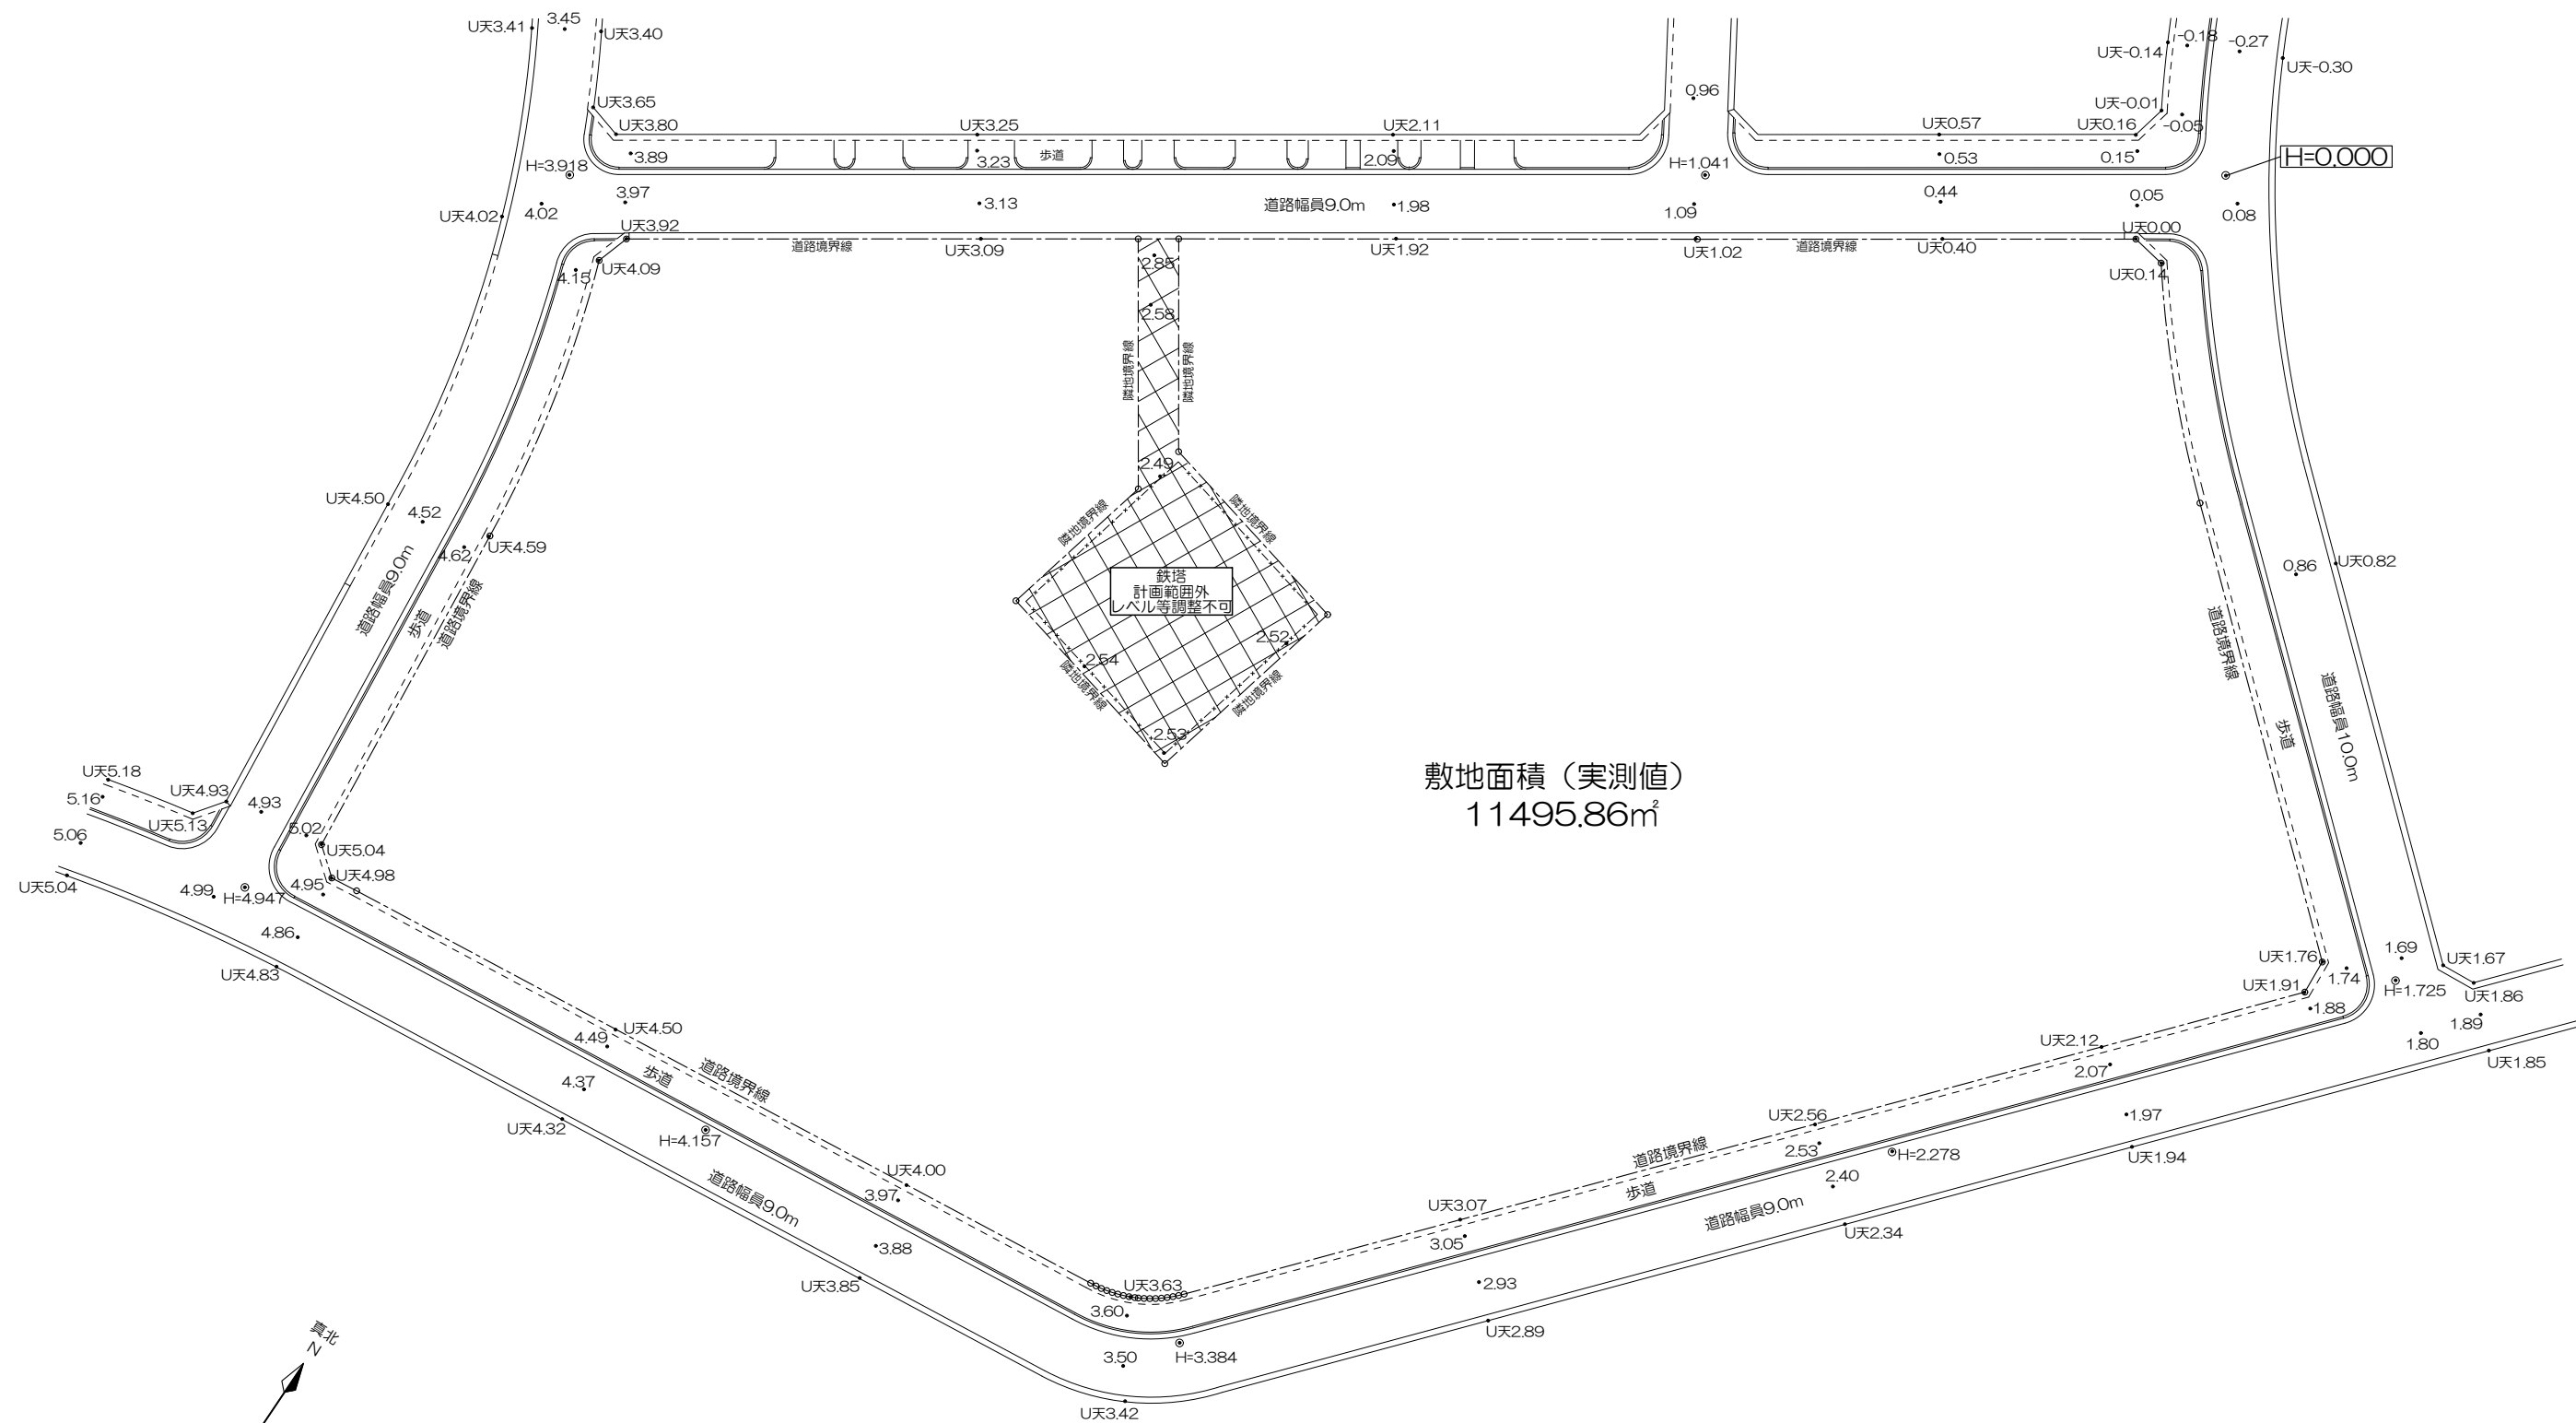 U天3.41
3.45
U天3.40
U天3.65
U天3.80
3.89
H=3.918
3.97
4.02
U天4.02
U天3.92
U天4.09
4.15
U天3.25
3.23
歩道
3.13
道路境界線
U天3.09
道路幅員9.0m
U天2.11
2.09
1.98
U天1.92
0.96
H=1.041
1.09
U天1.02
道路境界線
U天0.57
0.53
0.44
U天0.40
U天-0.14
-0.18
-0.27
U天-0.30
U天-0.01
U天0.16
-0.05
0.15
H=0.000
0.05
0.08
U天0.00
U天0.14
2.85
2.58
隣地境界線
隣地境界線
2.49
隣地境界線
隣地境界線
鉄塔
計画範囲外
レベル等調整不可
2.52
2.54
隣地境界線
隣地境界線
2.53
U天4.50
4.52
4.62
U天4.59
道路幅員9.0m
歩道
道路境界線
0.86
U天0.82
道路境界線
歩道
道路幅員10.0m
敷地面積（実測値）
11495.86㎡
U天5.18
5.16
U天4.93
U天5.13
4.93
5.06
5.02
U天5.04
U天5.04
4.99
H=4.947
4.95
U天4.98
4.86
U天4.83
U天4.50
4.49
4.37
歩道
道路境界線
U天4.32
H=4.157
道路幅員9.0m
U天4.00
3.97
3.88
U天3.85
U天3.63
3.60
3.50
H=3.384
U天3.42
U天3.07
3.05
2.93
U天2.89
道路境界線
歩道
道路幅員9.0m
U天2.56
2.53
2.40
H=2.278
U天2.34
U天2.12
2.07
1.97
U天1.94
U天1.76
U天1.91
1.74
1.88
1.69
U天1.67
H=1.725
U天1.86
1.89
1.80
U天1.85
真北
N